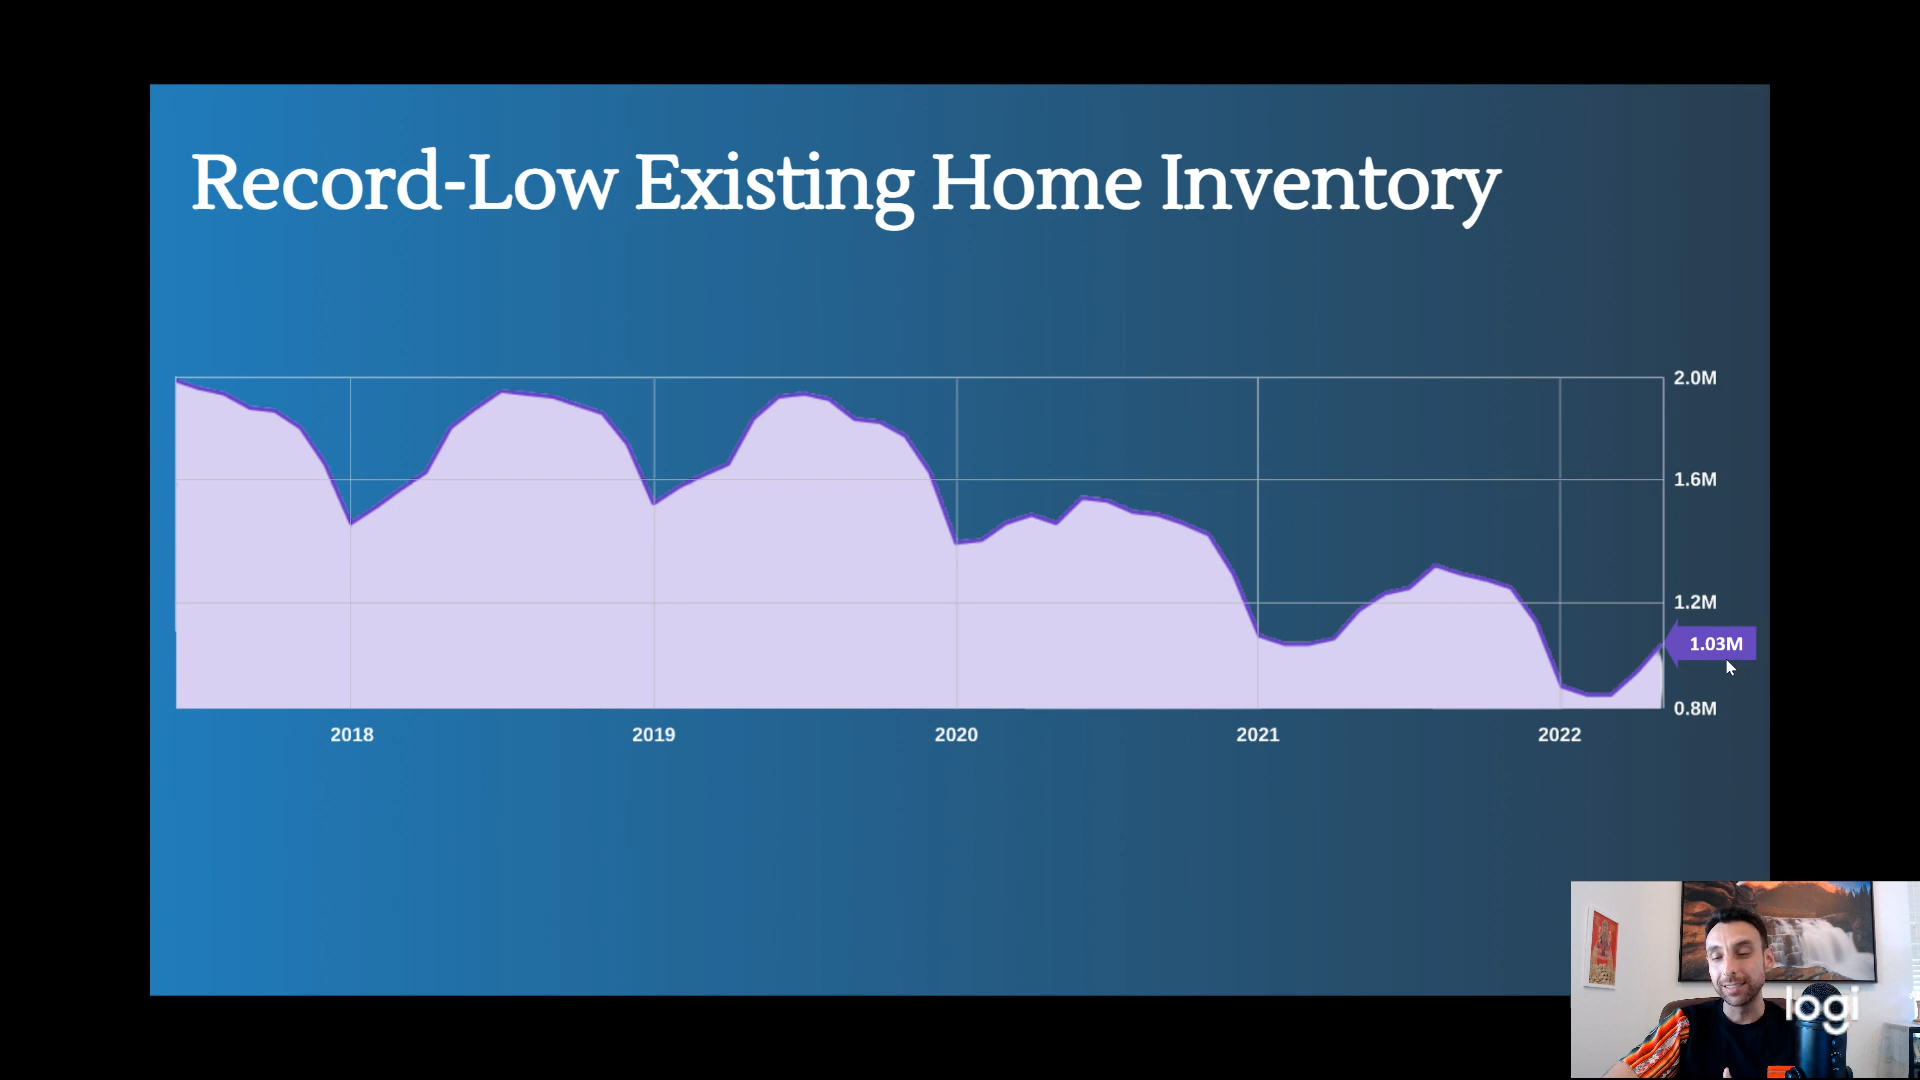 Record-Low Existing Home Inventory
2.0M
1.6M
1.2M
1.03M
0.8M
2018 2019 2020 2021 2022
logi